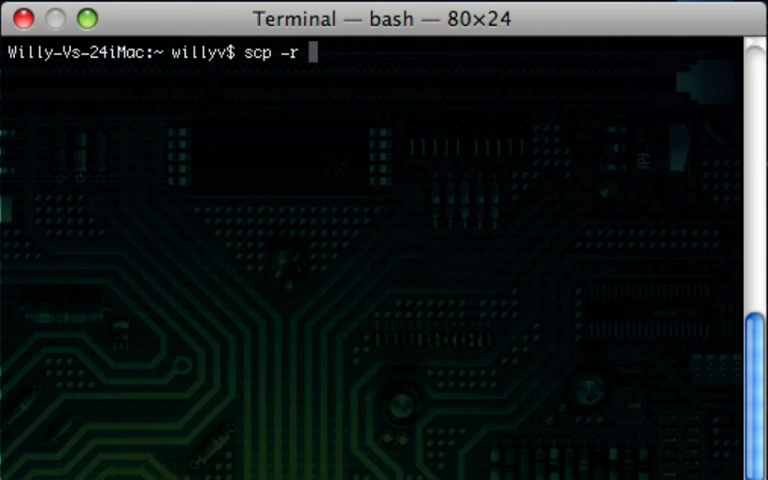 Terminal — bash — 80×24
Willy-Vs-24iMac:~ willyv$ scp -r